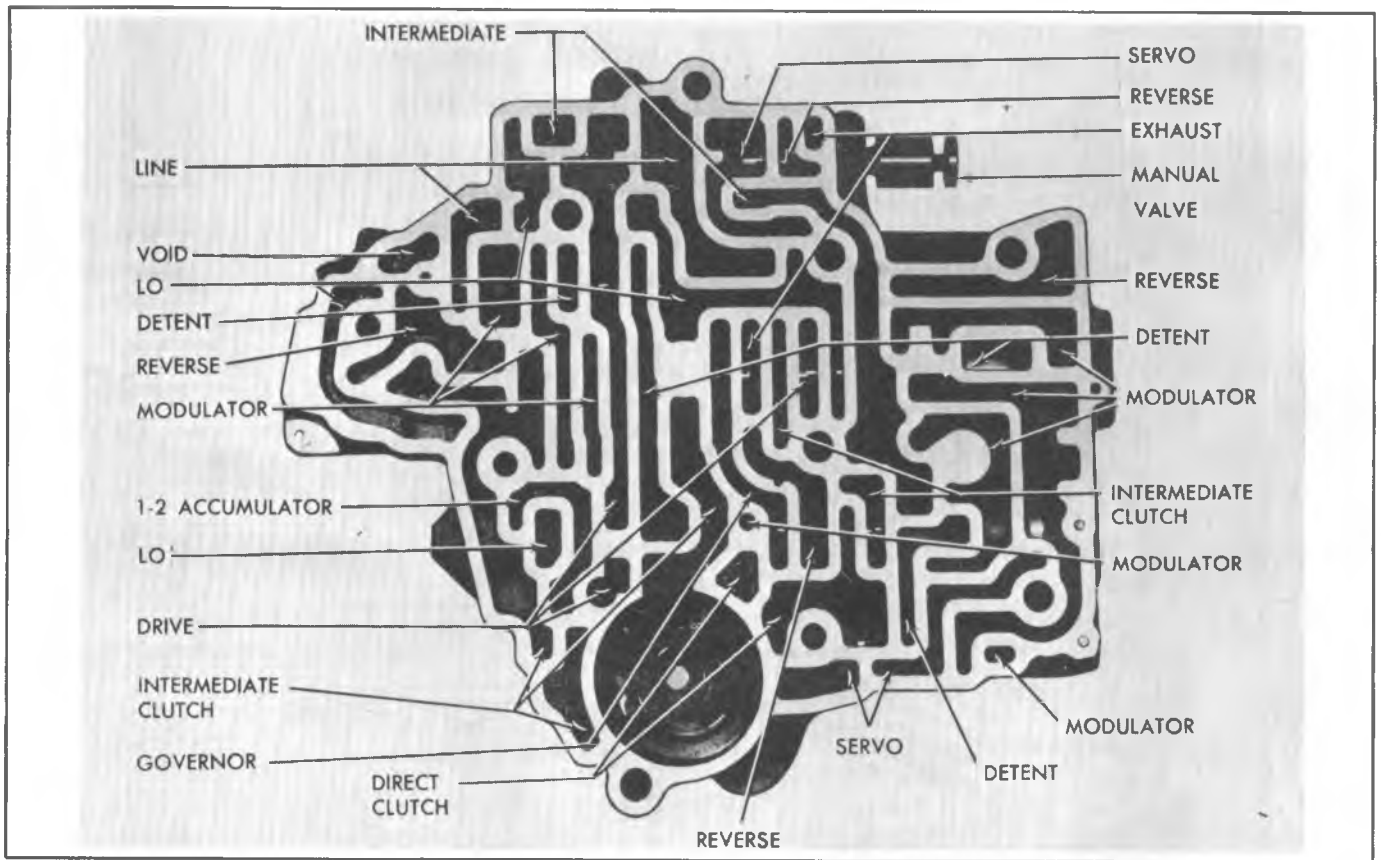 INTERMEDIATE
LINE
VOID
LO
DETENT
REVERSE
MODULATOR
1-2 ACCUMULATOR
LO
DRIVE
INTERMEDIATE
CLUTCH
GOVERNOR
DIRECT
CLUTCH
REVERSE
SERVO
DETENT
MODULATOR
SERVO
REVERSE
EXHAUST
MANUAL
VALVE
REVERSE
DETENT
MODULATOR
INTERMEDIATE
CLUTCH
MODULATOR